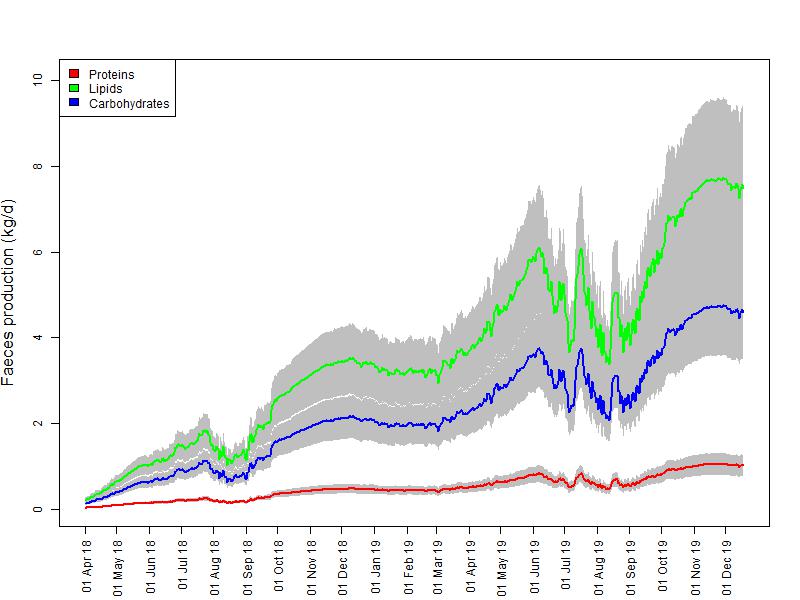 Proteins
Lipids
Carbohydrates
Faeces production (kg/d)
10
8
6
4
2
0
01 Apr 18
01 May 18
01 Jun 18
01 Jul 18
01 Aug 18
01 Sep 18
01 Oct 18
01 Nov 18
01 Dec 18
01 Jan 19
01 Feb 19
01 Mar 19
01 Apr 19
01 May 19
01 Jun 19
01 Jul 19
01 Aug 19
01 Sep 19
01 Oct 19
01 Nov 19
01 Dec 19